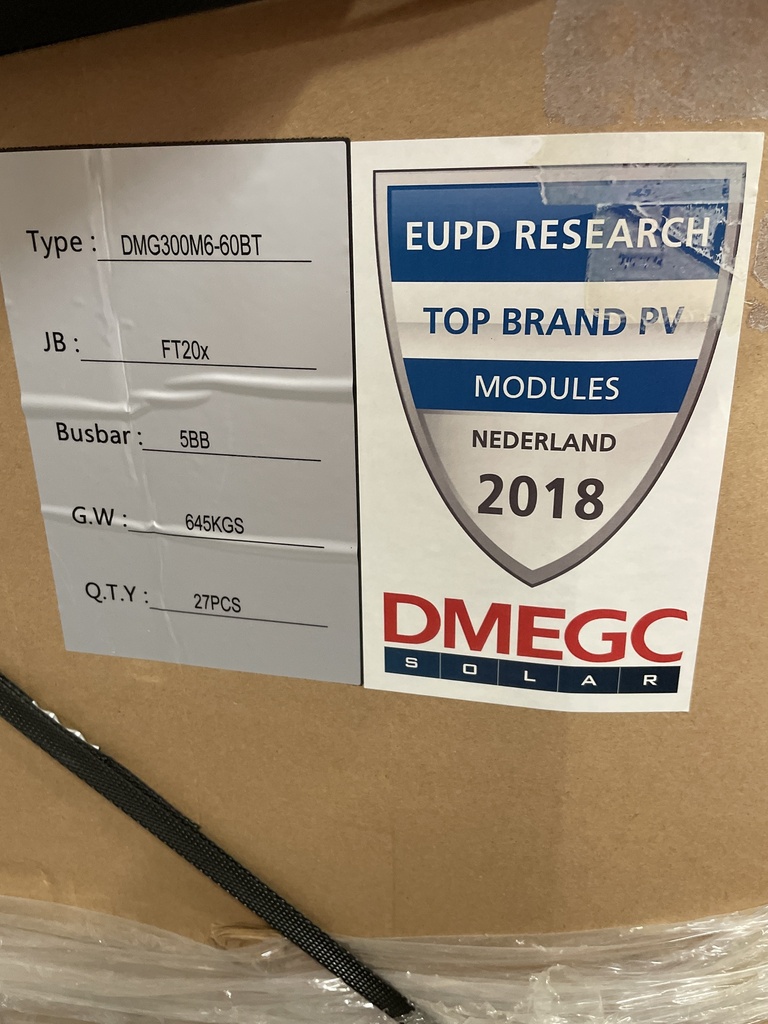 Type : DMG300M6-60BT
JB : FT20x
Busbar : 5BB
G.W : 645KGS
Q.T.Y : 27PCS
EUPD RESEARCH
TOP BRAND PV
MODULES
NEDERLAND
2018
DMEGC
SOLAR